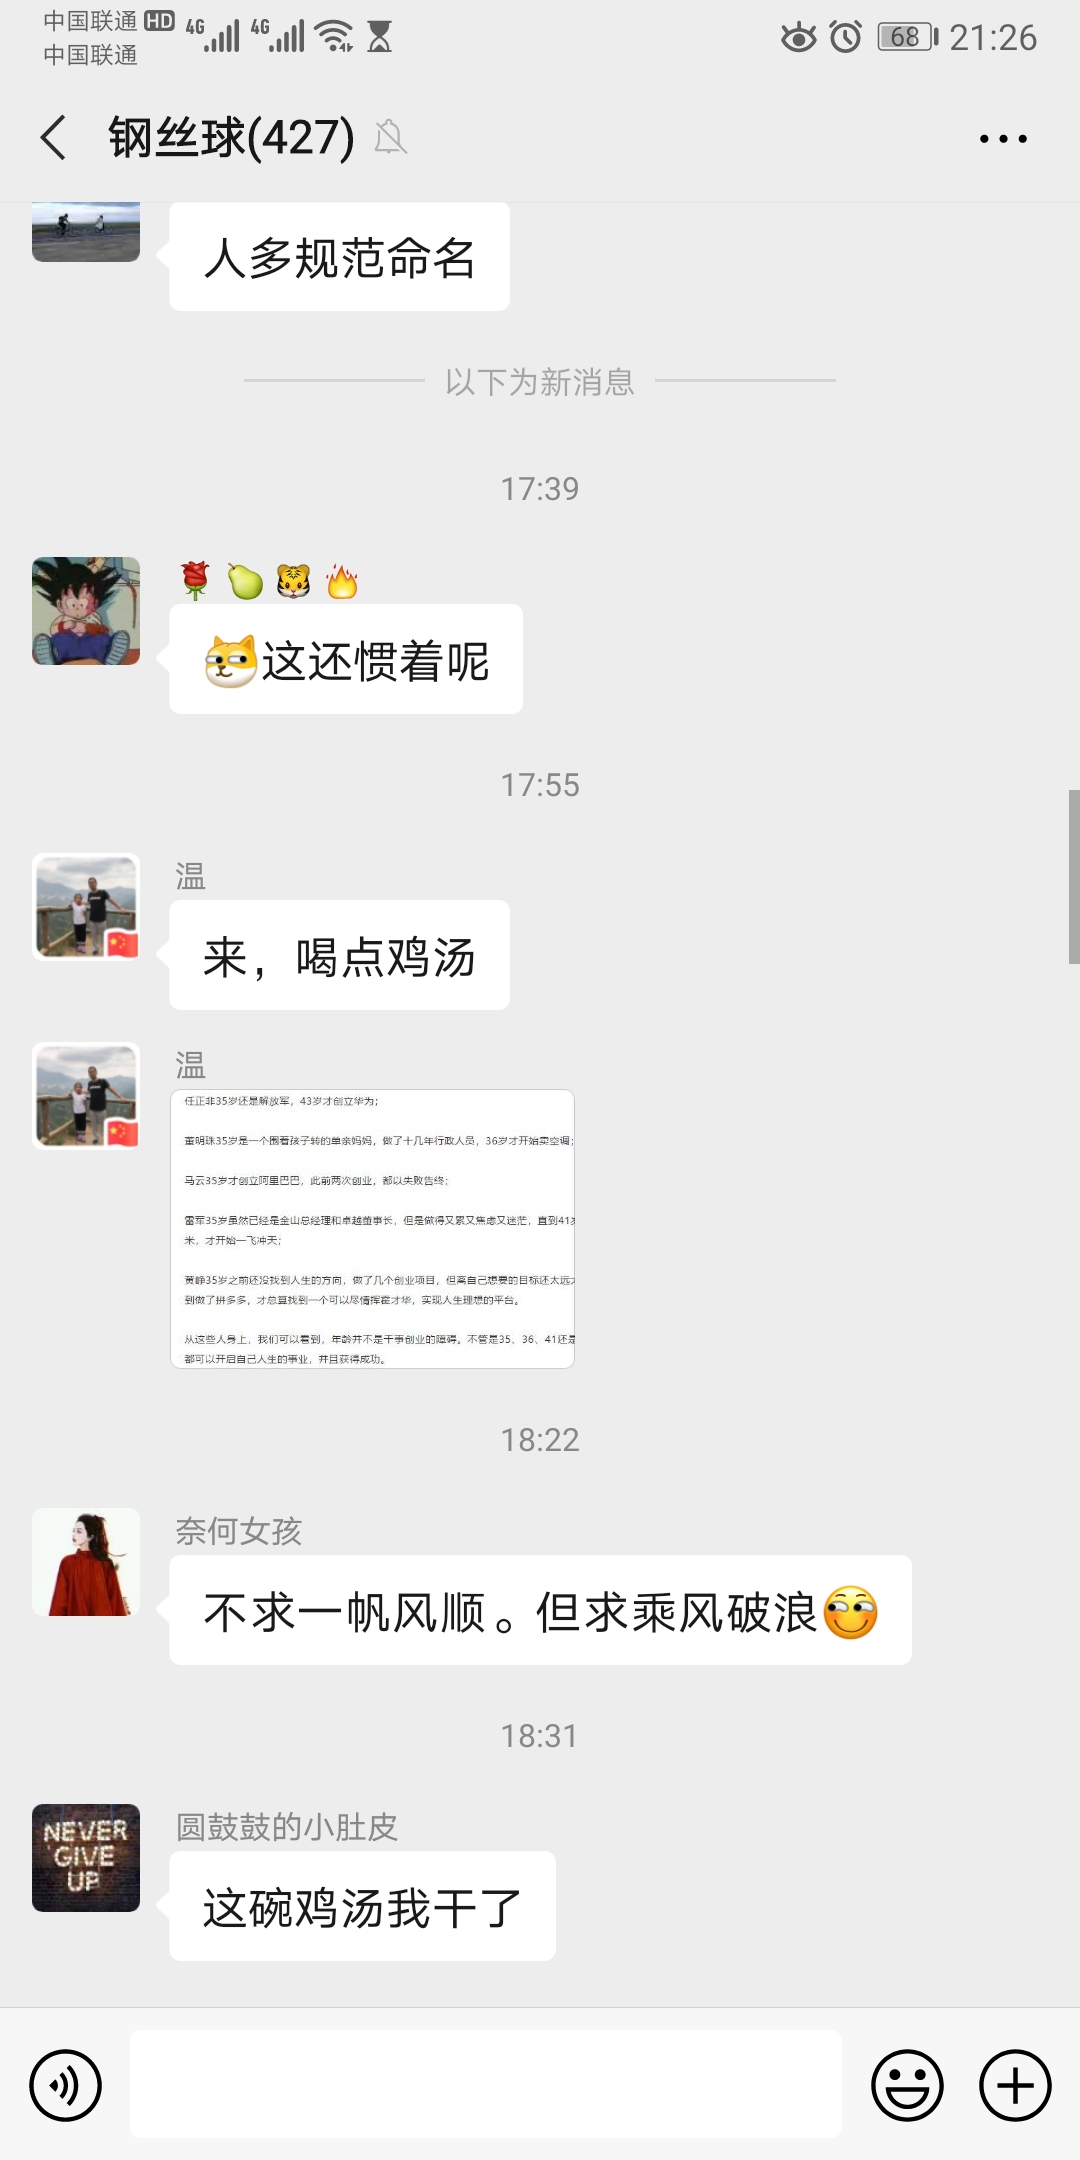 中国联通 HD 4G 4G 68 21:26
中国联通
钢丝球(427)
人多规范命名
以下为新消息
17:39
这还惯着呢
17:55
温
来，喝点鸡汤
温
任正非35岁还是解放军，43岁才创立华为；
董明珠35岁是一个围着孩子转的单亲妈妈，做了十几年行政人员，36岁才开始卖空调；
马云35岁才创立阿里巴巴，此前两次创业，都以失败告终；
雷军35岁虽然已经是金山总经理和卓越董事长，但是做得又累又焦虑又迷茫，直到41岁
米，才开始一飞冲天；
黄峥35岁之前还没找到人生的方向，做了几个创业项目，但离自己想要的目标还太远
到做了拼多多，才总算找到一个可以尽情挥霍才华，实现人生理想的平台。
从这些人身上，我们可以看到，年龄并不是干事创业的障碍。不管是35、36、41还是
都可以开启自己人生的事业，并且获得成功。
18:22
奈何女孩
不求一帆风顺。但求乘风破浪
18:31
NEVER
GIVE
UP
圆鼓鼓的小肚皮
这碗鸡汤我干了